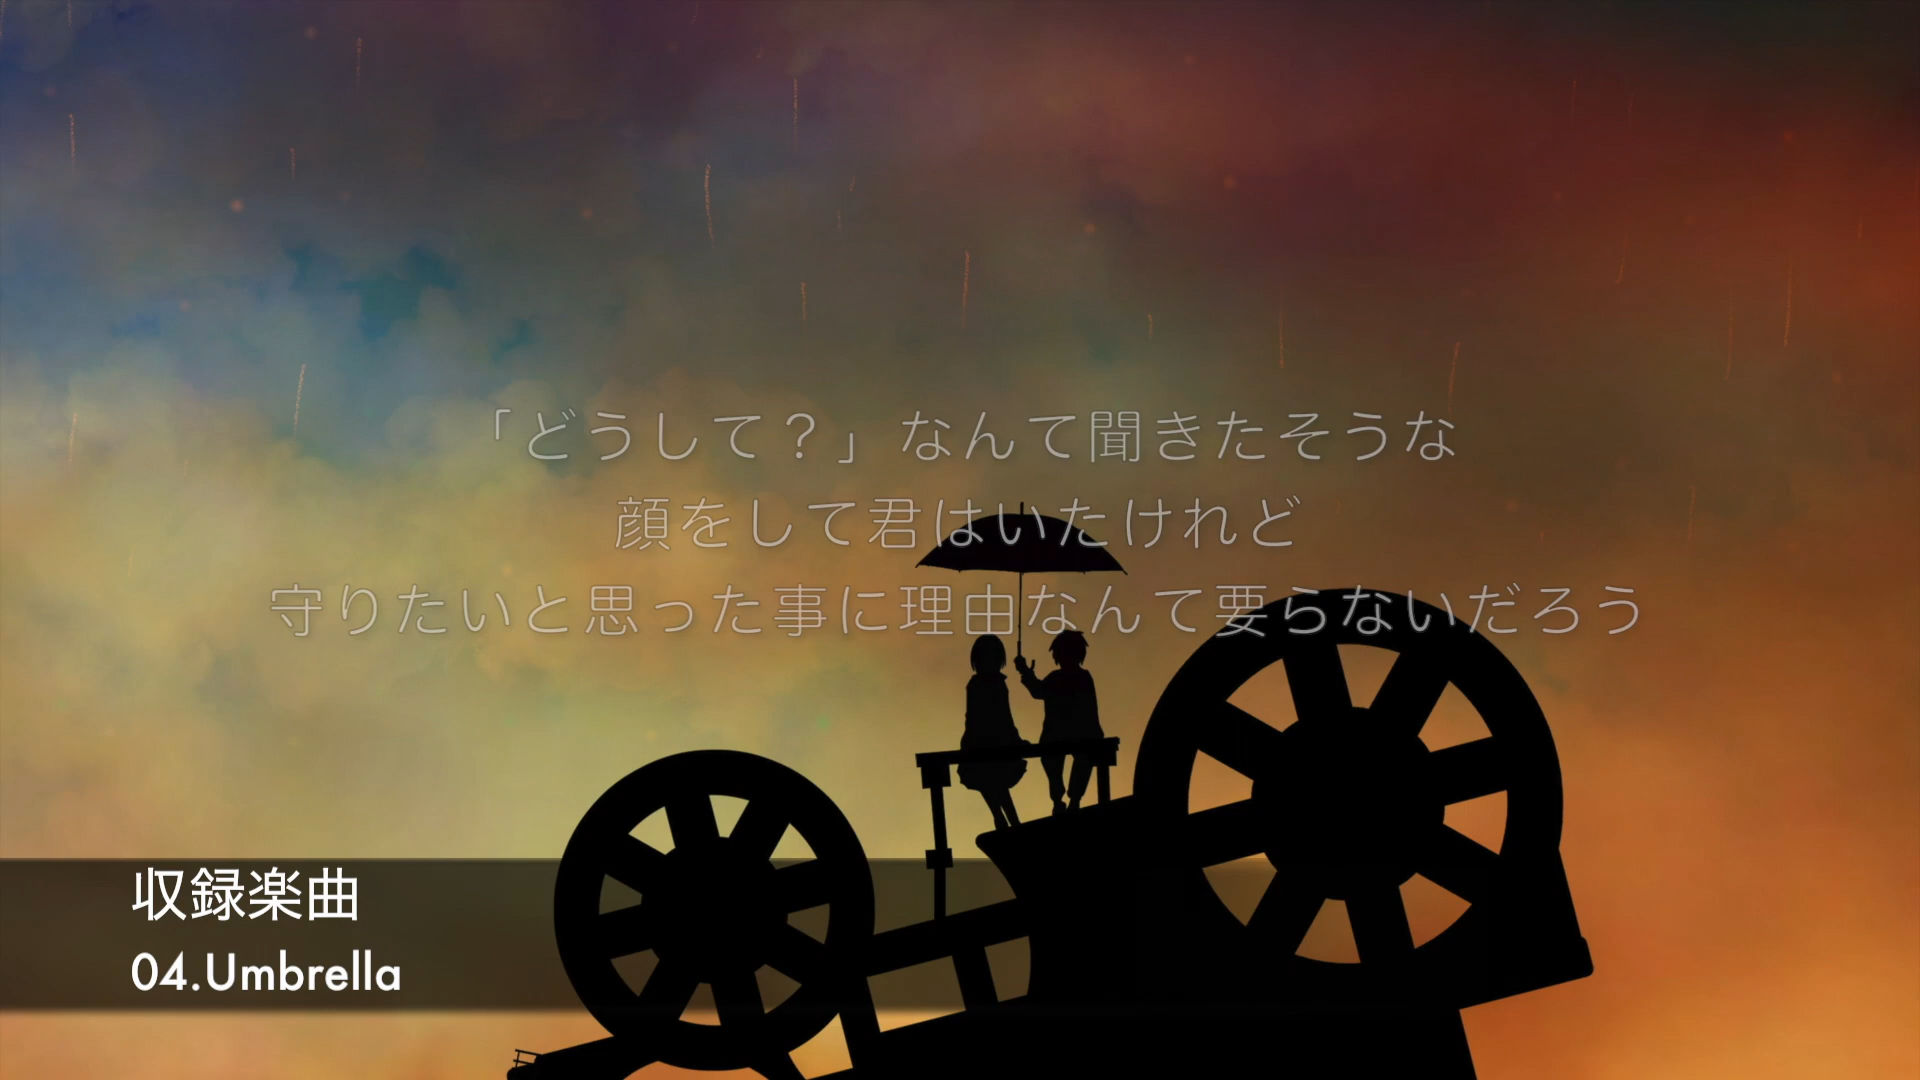 「どうして？」なんて聞きたそうな
顔をして君はいたけれど
守りたいと思った事に理由なんて要らないだろう
収録楽曲
04.Umbrella